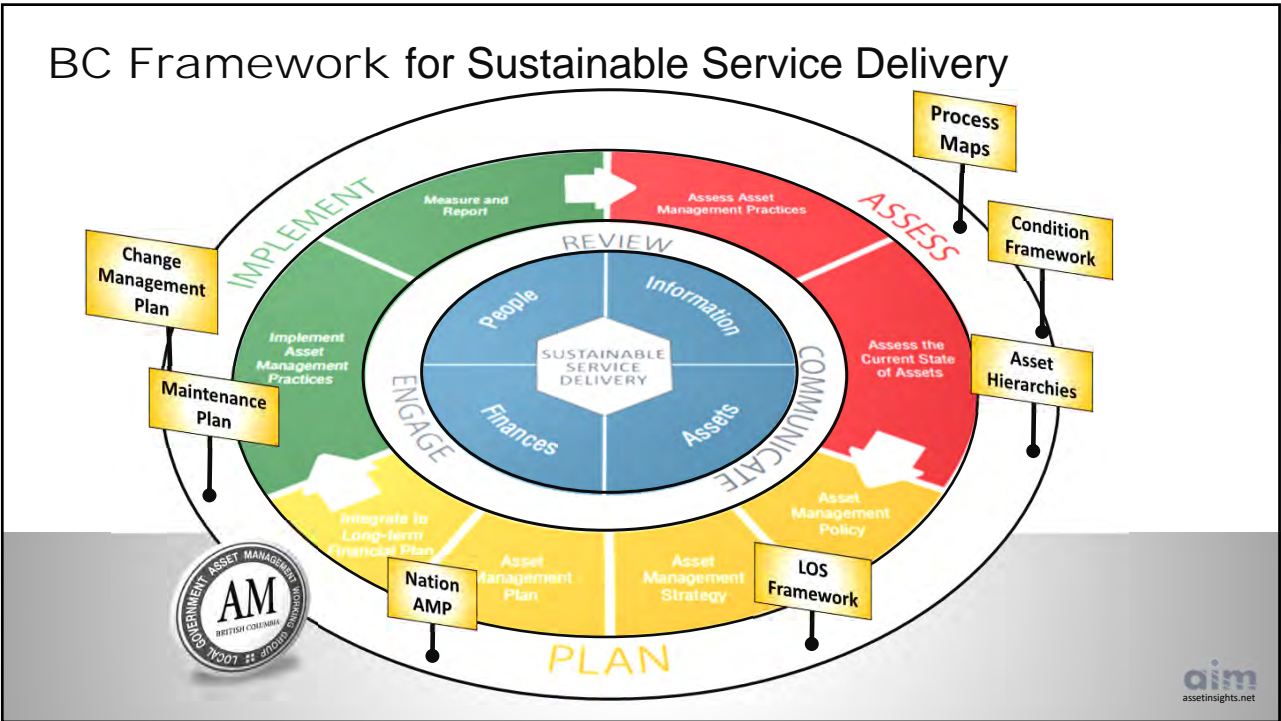 BC Framework for Sustainable Service Delivery
Process
Maps
IMPLEMENT
Measure and
Report
Assess Asset
Management Practices
ASSESS
Condition
Framework
Change
Management
Plan
REVIEW
People
Information
Implement
Asset
Management
Practices
SUSTAINABLE
SERVICE
DELIVERY
COMMUNICATE
Assess the
Current State
of Assets
Asset
Hierarchies
Maintenance
Plan
ENGAGE
Finances
Assets
Integrate to
Long-term
Financial Plan
Asset
Management
Policy
Nation
AMP
Asset
Management
Plan
Asset
Management
Strategy
LOS
Framework
LOCAL GOVERNMENT ASSET MANAGEMENT WORKING GROUP
AM
BRITISH COLUMBIA
PLAN
aim
assetinsights.net